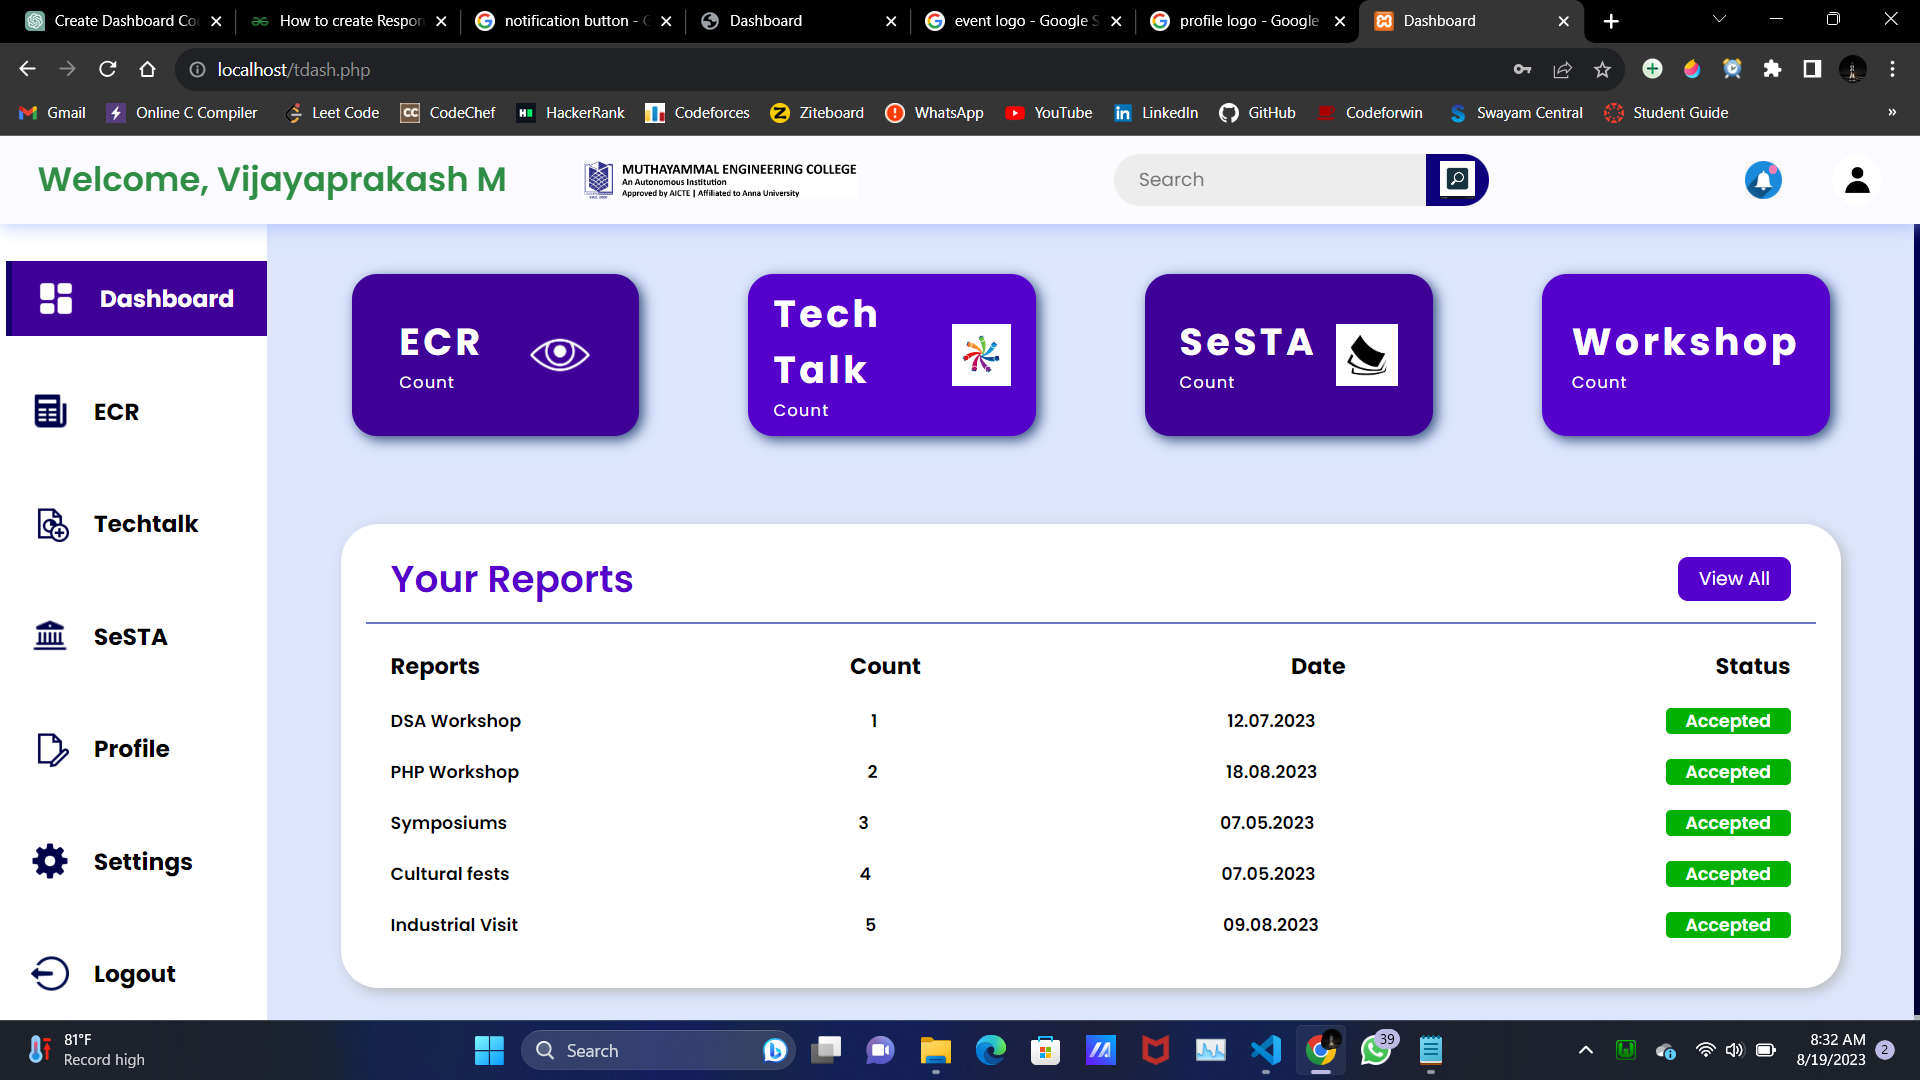 Create Dashboard Co
How to create Respon
notification button - G
Dashboard
event logo - Google S
profile logo - Google
Dashboard
localhost/tdash.php
Gmail
Online C Compiler
Leet Code
CC
CodeChef
HackerRank
Codeforces
Ziteboard
WhatsApp
YouTube
LinkedIn
GitHub
Codeforwin
Swayam Central
Student Guide
»
Welcome, Vijayaprakash M
MUTHAYAMMAL ENGINEERING COLLEGE
An Autonomous Institution
Approved by AICTE | Affiliated to Anna University
Search
Dashboard
ECR
Techtalk
SeSTA
Profile
Settings
Logout
ECR
Count
Tech
Talk
Count
SeSTA
Count
Workshop
Count
Your Reports
View All
Reports Count Date Status
DSA Workshop 1 12.07.2023 Accepted
PHP Workshop 2 18.08.2023 Accepted
Symposiums 3 07.05.2023 Accepted
Cultural fests 4 07.05.2023 Accepted
Industrial Visit 5 09.08.2023 Accepted
81°F
Record high
Search
39
8:32 AM
8/19/2023
2